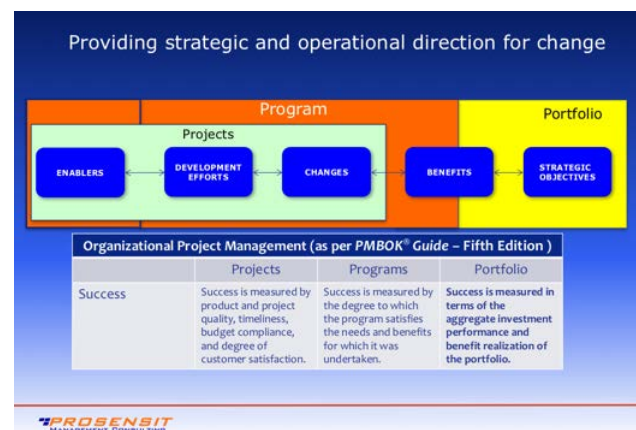 Providing strategic and operational direction for change
Program
Portfolio
Projects
ENABLERS
DEVELOPMENT
EFFORTS
CHANGES
BENEFITS
STRATEGIC
OBJECTIVES
Organizational Project Management (as per PMBOK® Guide – Fifth Edition )
Projects Programs Portfolio
Success
Success is measured by
product and project
quality, timeliness,
budget compliance,
and degree of
customer satisfaction.
Success is measured by
the degree to which
the program satisfies
the needs and benefits
for which it was
undertaken.
Success is measured in
terms of the
aggregate investment
performance and
benefit realization of
the portfolio.
PROSENSIT
MANAGEMENT CONSULTING